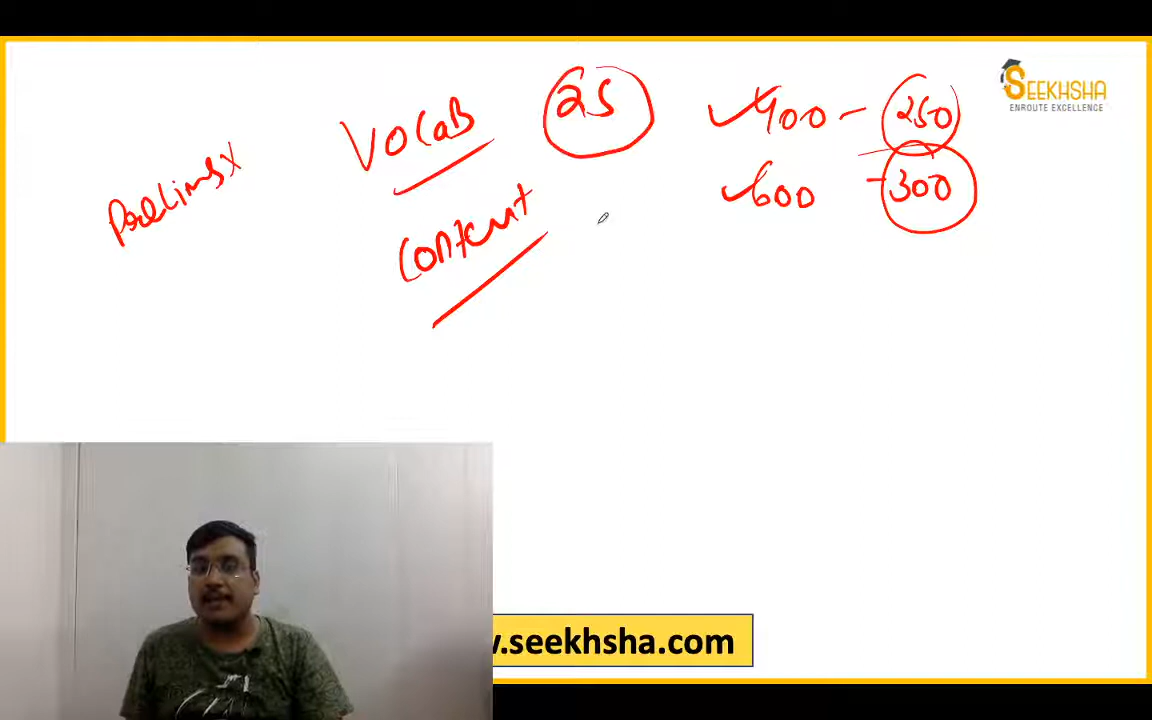 SEEKHSHA
ENROUTE EXCELLENCE
Vocab 25 400 - 250
600 - 300
Prelims x
Content
.seekhsha.com